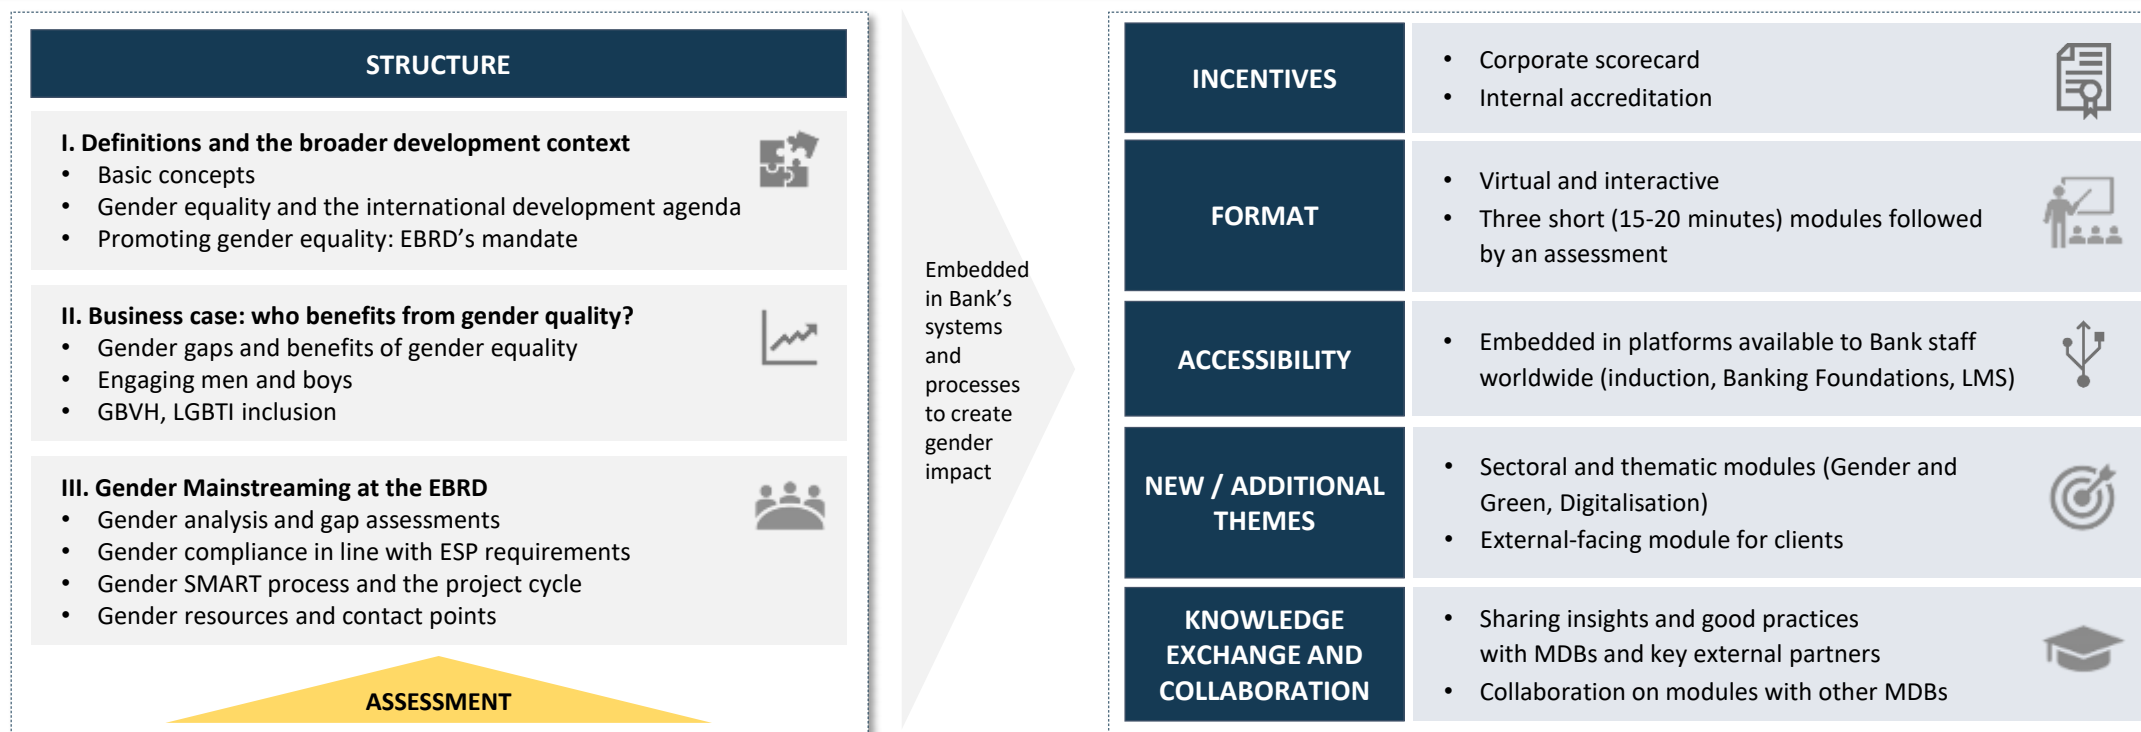 STRUCTURE
I. Definitions and the broader development context
• Basic concepts
• Gender equality and the international development agenda
• Promoting gender equality: EBRD's mandate
II. Business case: who benefits from gender quality?
• Gender gaps and benefits of gender equality
• Engaging men and boys
• GBVH, LGBTI inclusion
III. Gender Mainstreaming at the EBRD
• Gender analysis and gap assessments
• Gender compliance in line with ESP requirements
• Gender SMART process and the project cycle
• Gender resources and contact points
ASSESSMENT
Embedded
in Bank's
systems
and
processes
to create
gender
impact
INCENTIVES
• Corporate scorecard
• Internal accreditation
FORMAT
• Virtual and interactive
• Three short (15-20 minutes) modules followed
by an assessment
ACCESSIBILITY
• Embedded in platforms available to Bank staff
worldwide (induction, Banking Foundations, LMS)
NEW / ADDITIONAL
THEMES
• Sectoral and thematic modules (Gender and
Green, Digitalisation)
• External-facing module for clients
KNOWLEDGE
EXCHANGE AND
COLLABORATION
• Sharing insights and good practices
with MDBs and key external partners
• Collaboration on modules with other MDBs